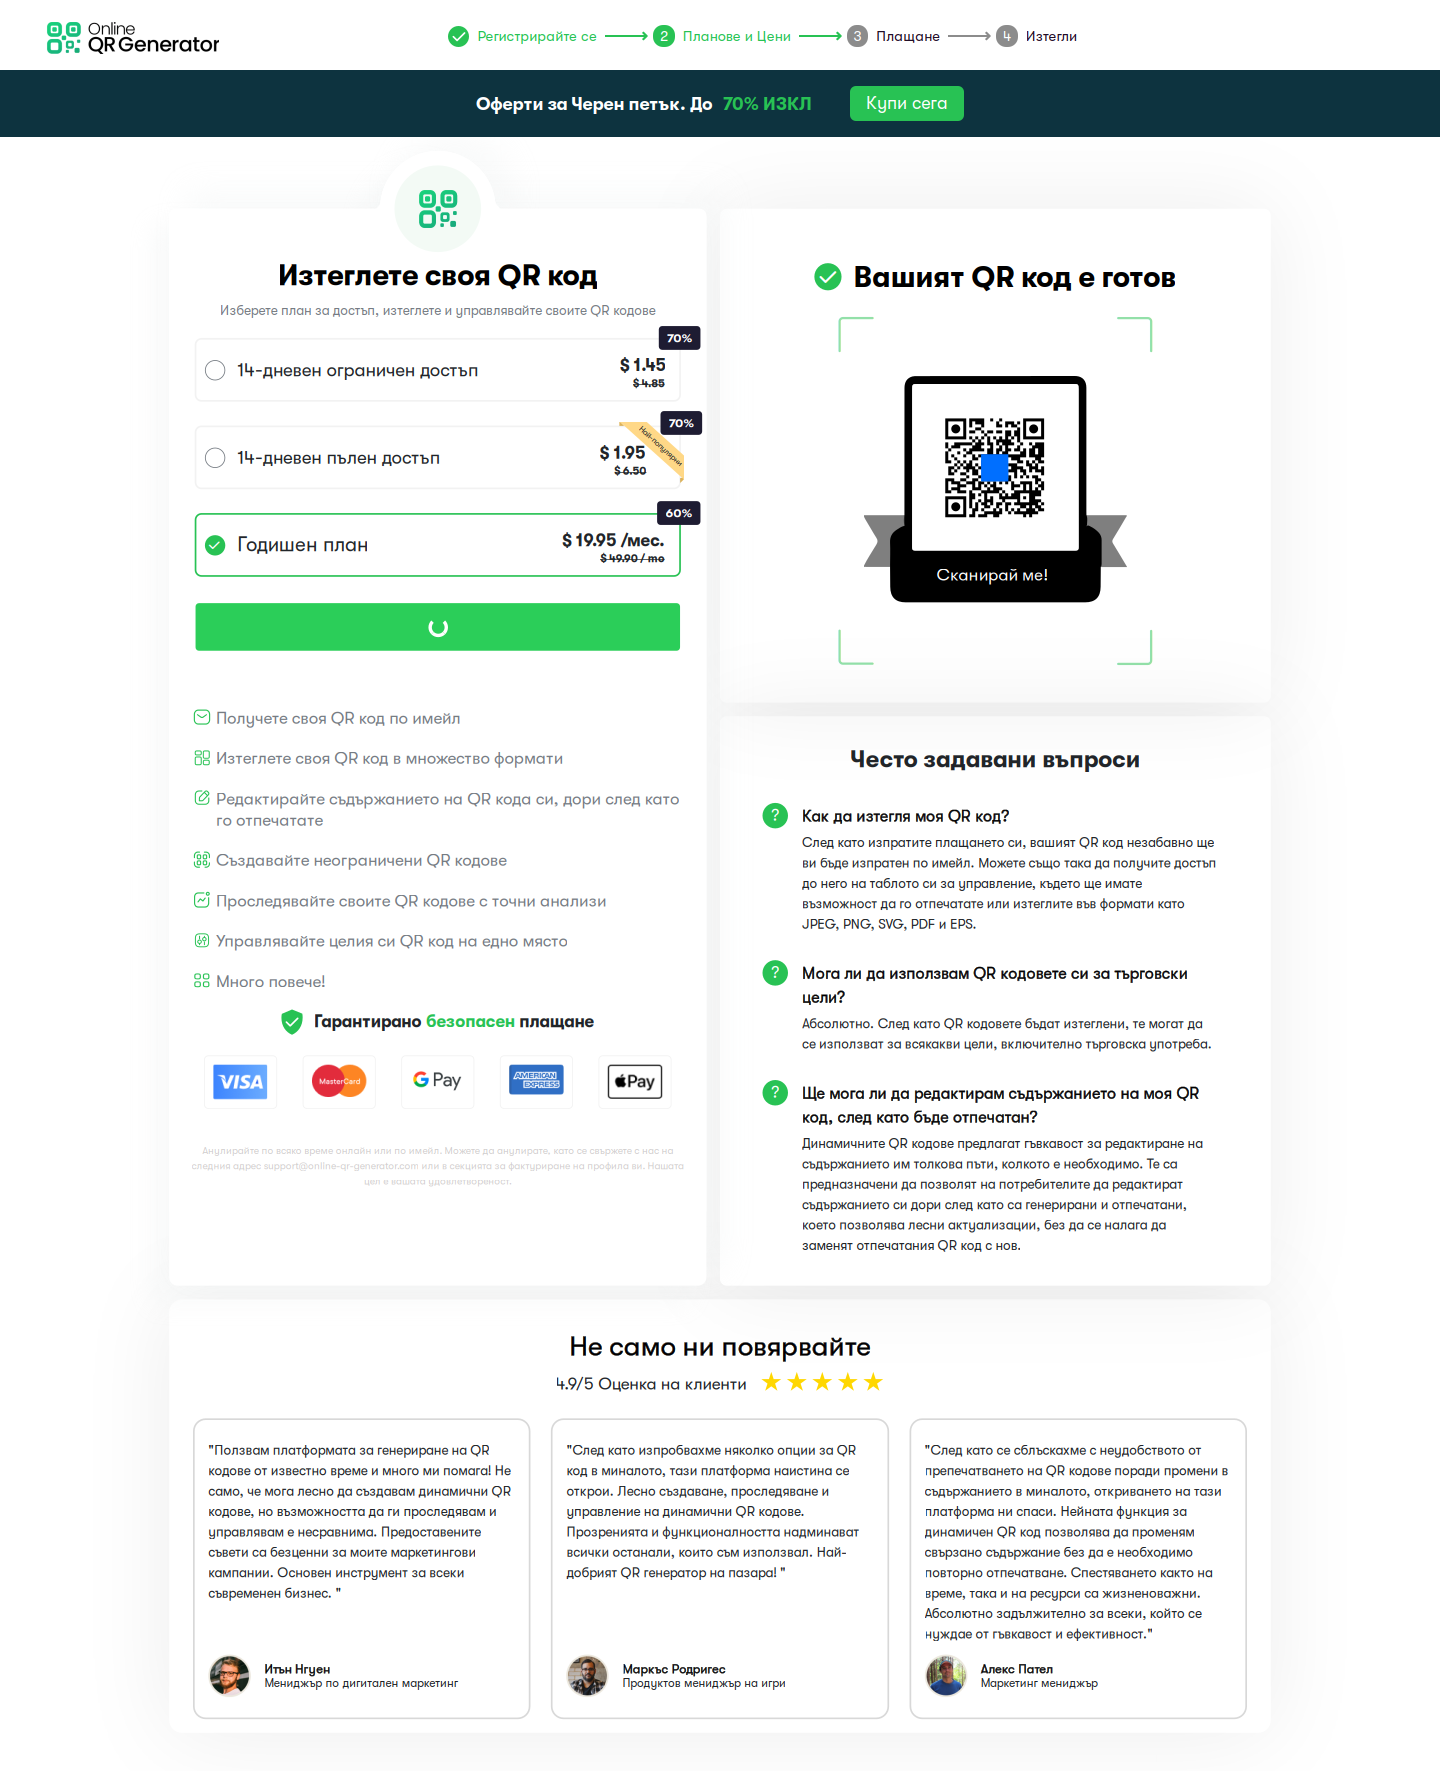 Online
QR Generator
Регистрирайте се
2 Планове и Цени
3 Плащане
4 Изтегли
Оферти за Черен петък. До 70% ИЗКЛ
Купи сега
Изтеглете своя QR код
Изберете план за достъп, изтеглете и управлявайте своите QR кодове
70%
14-дневен ограничен достъп
$ 1.45
$ 4.85
70%
Най-популярни
14-дневен пълен достъп
$ 1.95
$ 6.50
60%
Годишен план
$ 19.95 /мес.
$ 49.90 / mo
Получете своя QR код по имейл
Изтеглете своя QR код в множество формати
Редактирайте съдържанието на QR кода си, дори след като
го отпечатате
Създавайте неограничени QR кодове
Проследявайте своите QR кодове с точни анализи
Управлявайте целия си QR код на едно място
Много повече!
Гарантирано безопасен плащане
VISA
MasterCard
G Pay
AMERICAN
EXPRESS
Pay
Анулирайте по всяко време онлайн или по имейл. Можете да анулирате, като се свържете с нас на
следния адрес support@online-qr-generator.com или в секцията за фактуриране на профила ви. Нашата
цел е вашата удовлетвореност.
Вашият QR код е готов
Сканирай ме!
Често задавани въпроси
? Как да изтегля моя QR код?
След като изпратите плащането си, вашият QR код незабавно ще
ви бъде изпратен по имейл. Можете също така да получите достъп
до него на таблото си за управление, където ще имате
възможност да го отпечатате или изтеглите във формати като
JPEG, PNG, SVG, PDF и EPS.
? Мога ли да използвам QR кодовете си за търговски
цели?
Абсолютно. След като QR кодовете бъдат изтеглени, те могат да
се използват за всякакви цели, включително търговска употреба.
? Ще мога ли да редактирам съдържанието на моя QR
код, след като бъде отпечатан?
Динамичните QR кодове предлагат гъвкавост за редактиране на
съдържанието им толкова пъти, колкото е необходимо. Те са
предназначени да позволят на потребителите да редактират
съдържанието си дори след като са генерирани и отпечатани,
което позволява лесни актуализации, без да се налага да
заменят отпечатания QR код с нов.
Не само ни повярвайте
4.9/5 Оценка на клиенти
"Ползвам платформата за генериране на QR
кодове от известно време и много ми помага! Не
само, че мога лесно да създавам динамични QR
кодове, но възможността да ги проследявам и
управлявам е несравнима. Предоставените
съвети са безценни за моите маркетингови
кампании. Основен инструмент за всеки
съвременен бизнес. "
Итън Нгуен
Мениджър по дигитален маркетинг
"След като изпробвахме няколко опции за QR
код в миналото, тази платформа наистина се
открои. Лесно създаване, проследяване и
управление на динамични QR кодове.
Прозренията и функционалността надминават
всички останали, които съм използвал. Най-
добрият QR генератор на пазара! "
Маркъс Родригес
Продуктов мениджър на игри
"След като се сблъскахме с неудобството от
препечатването на QR кодове поради промени в
съдържанието в миналото, откриването на тази
платформа ни спаси. Нейната функция за
динамичен QR код позволява да променям
свързано съдържание без да е необходимо
повторно отпечатване. Спестяването както на
време, така и на ресурси са жизненоважни.
Абсолютно задължително за всеки, който се
нуждае от гъвкавост и ефективност."
Алекс Пател
Маркетинг мениджър